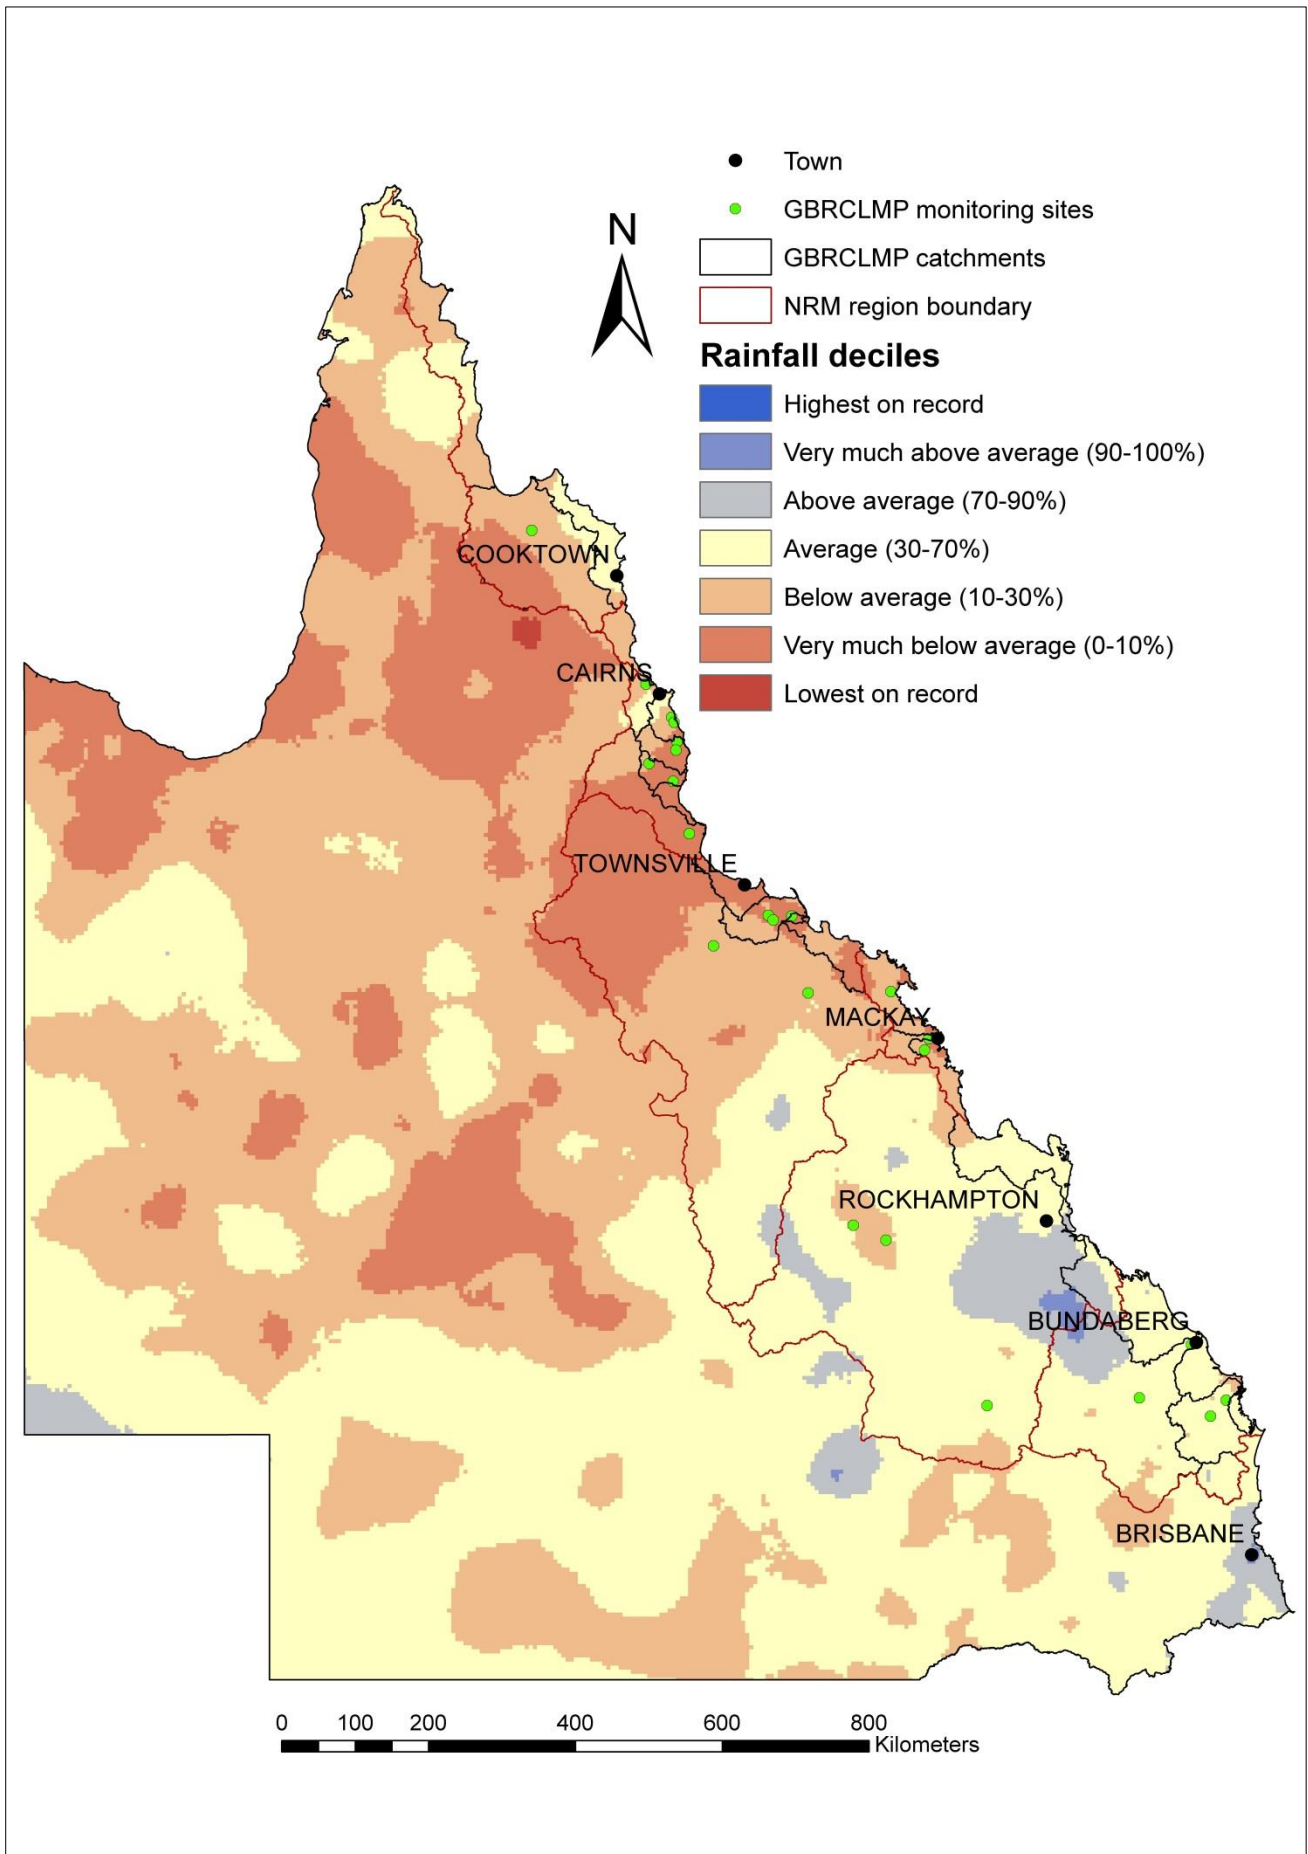 Town
N
GBRCLMP monitoring sites
GBRCLMP catchments
NRM region boundary
Rainfall deciles
Highest on record
Very much above average (90-100%)
Above average (70-90%)
Average (30-70%)
Below average (10-30%)
Very much below average (0-10%)
Lowest on record
COOKTOWN
CAIRNS
TOWNSVILLE
MACKAY
ROCKHAMPTON
BUNDABERG
BRISBANE
0 100 200 400 600 800
Kilometers